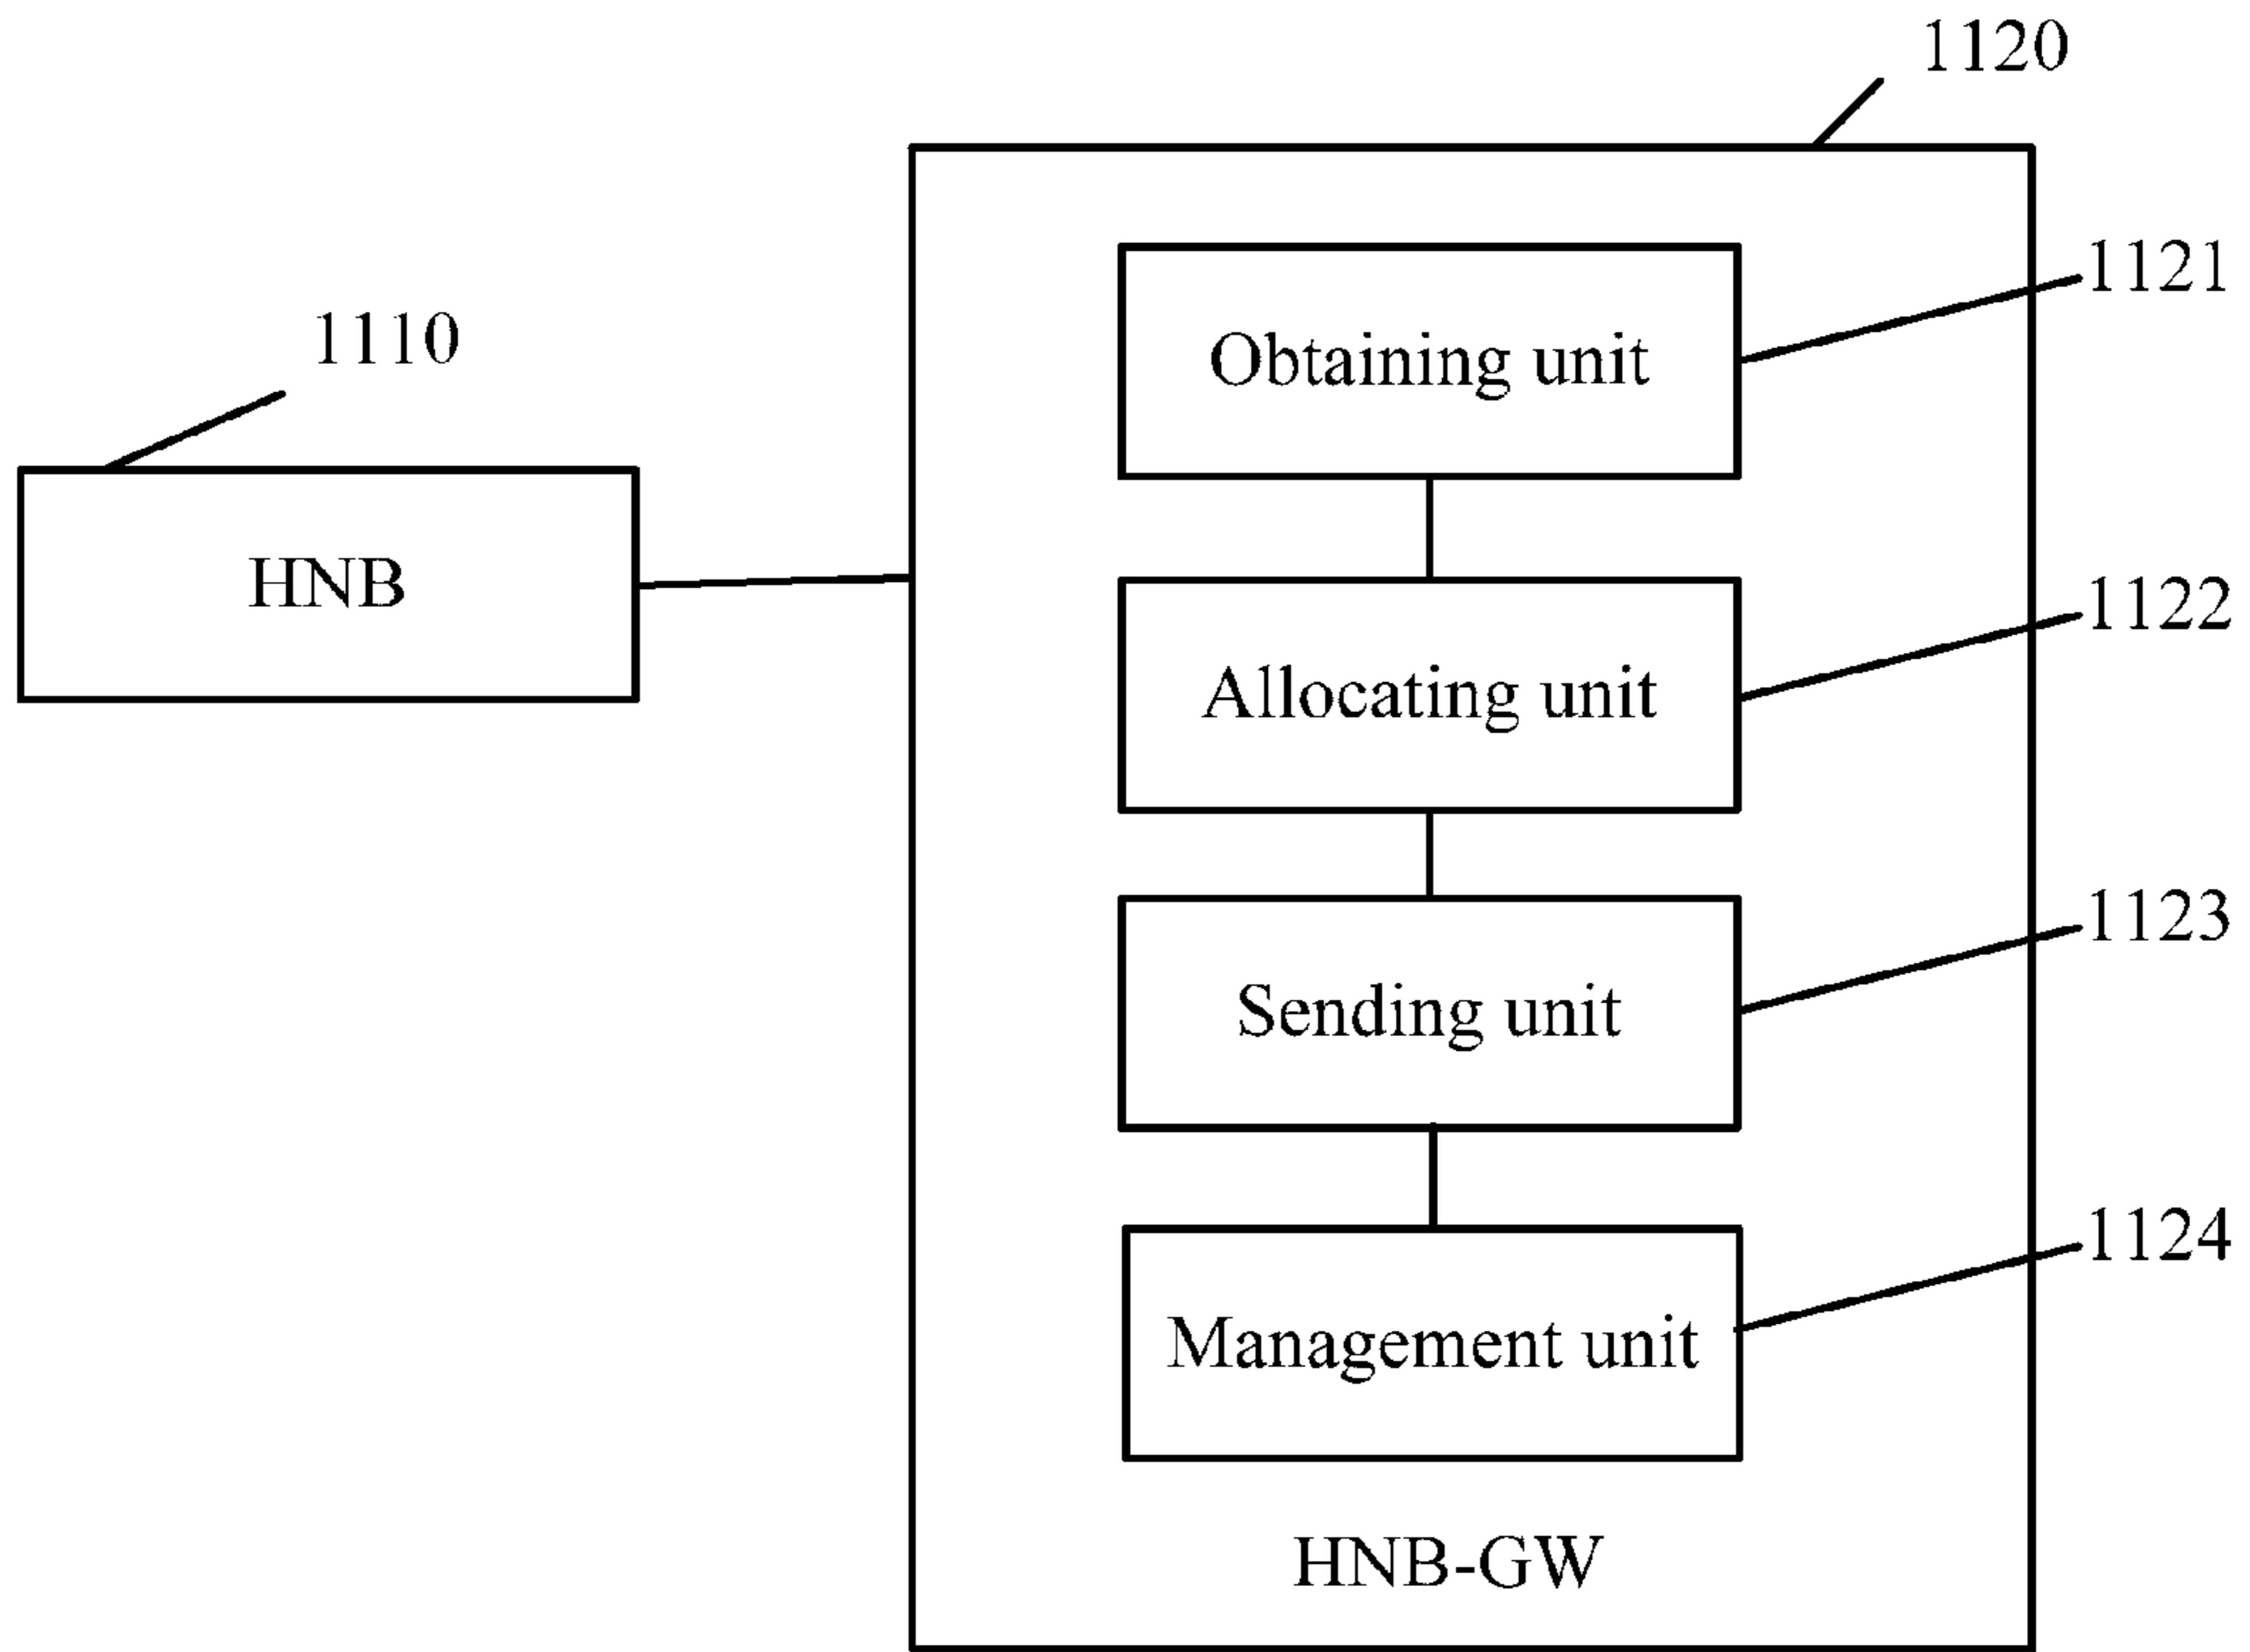 1120
1121
1110
Obtaining unit
HNB
1122
Allocating unit
1123
Sending unit
1124
Management unit
HNB-GW